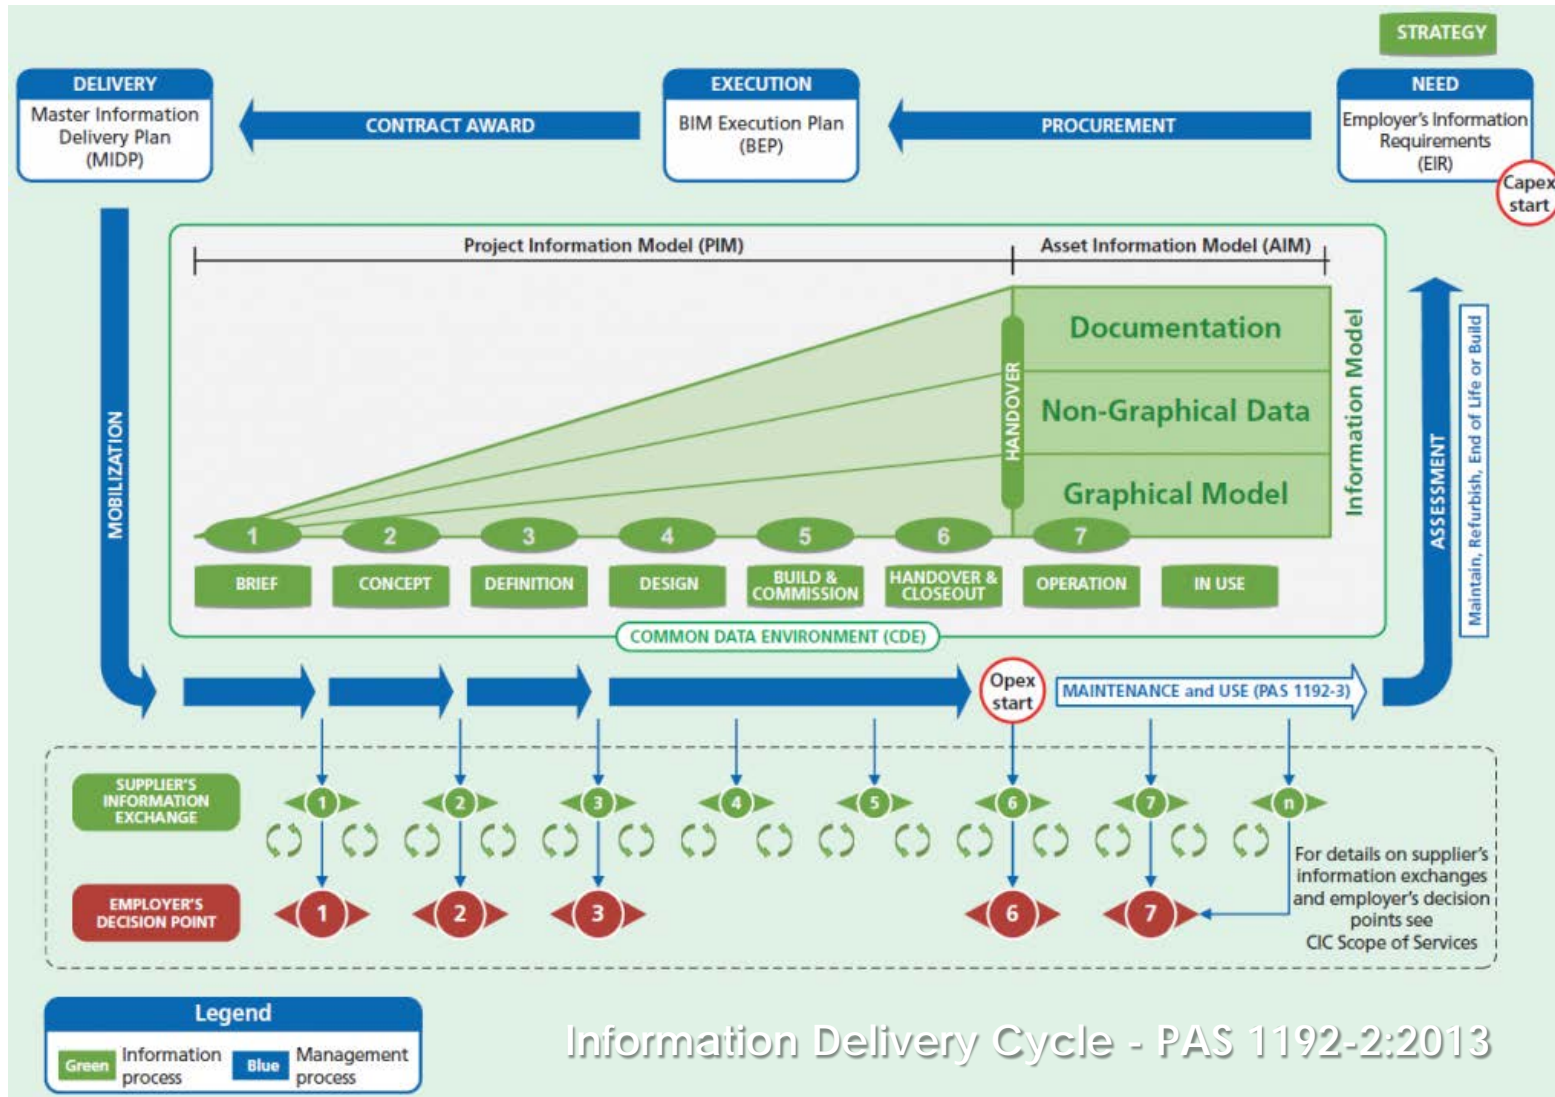 STRATEGY
DELIVERY
Master Information
Delivery Plan
(MIDP)
CONTRACT AWARD
EXECUTION
BIM Execution Plan
(BEP)
PROCUREMENT
NEED
Employer's Information
Requirements
(EIR)
Capex
start
Project Information Model (PIM)
Asset Information Model (AIM)
MOBILIZATION
HANDOVER
Documentation
Non-Graphical Data
Graphical Model
Information Model
ASSESSMENT
Maintain, Refurbish, End of Life or Build
1
2
3
4
5
6
7
BRIEF
CONCEPT
DEFINITION
DESIGN
BUILD &
COMMISSION
HANDOVER &
CLOSEOUT
OPERATION
IN USE
COMMON DATA ENVIRONMENT (CDE)
Opex
start
MAINTENANCE and USE (PAS 1192-3)
SUPPLIER'S
INFORMATION
EXCHANGE
1
2
3
4
5
6
7
n
For details on supplier's
information exchanges
and employer's decision
points see
CIC Scope of Services
EMPLOYER'S
DECISION POINT
1
2
3
6
7
Legend
Green
Information
process
Blue
Management
process
Information Delivery Cycle - PAS 1192-2:2013